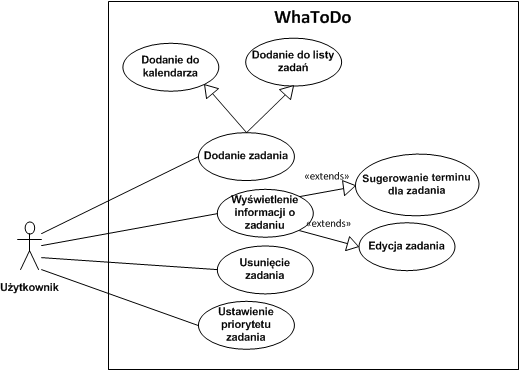 WhaToDo
Dodanie do
kalendarza
Dodanie do listy
zadań
Dodanie zadania
«extends»
Sugerowanie terminu
dla zadania
Wyświetlenie
informacji o
zadaniu
«extends»
Edycja zadania
Użytkownik
Usunięcie
zadania
Ustawienie
priorytetu
zadania